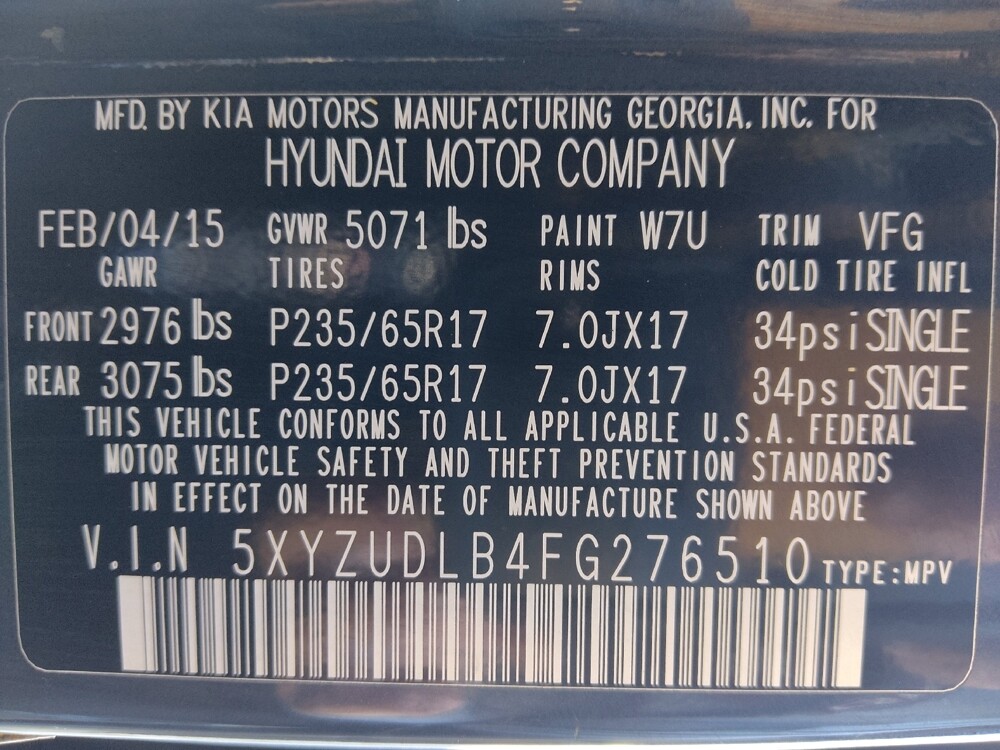 MFD. BY KIA MOTORS MANUFACTURING GEORGIA, INC. FOR
HYUNDAI MOTOR COMPANY
FEB/04/15 GVWR 5071 lbs PAINT W7U TRIM VFG
GAWR TIRES RIMS COLD TIRE INFL
FRONT 2976 lbs P235/65R17 7.0JX17 34psi SINGLE
REAR 3075 lbs P235/65R17 7.0JX17 34psi SINGLE
THIS VEHICLE CONFORMS TO ALL APPLICABLE U.S.A. FEDERAL
MOTOR VEHICLE SAFETY AND THEFT PREVENTION STANDARDS
IN EFFECT ON THE DATE OF MANUFACTURE SHOWN ABOVE
V.I.N 5XYZUDLB4FG276510 TYPE:MPV